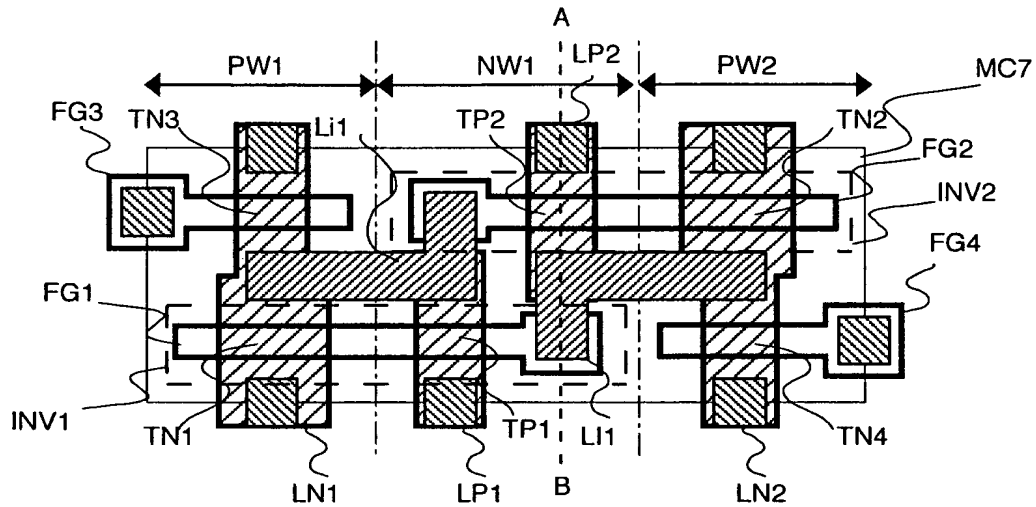 A
LP2
PW1
NW1
PW2
MC7
FG3
TN3
Li1
TP2
TN2
FG2
INV2
FG4
FG1
INV1
TN1
TP1
LI1
TN4
LN1
LP1
B
LN2